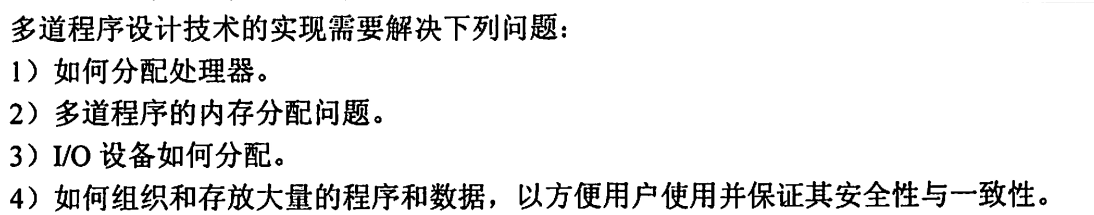 多道程序设计技术的实现需要解决下列问题：
1）如何分配处理器。
2）多道程序的内存分配问题。
3）I/O 设备如何分配。
4）如何组织和存放大量的程序和数据，以方便用户使用并保证其安全性与一致性。